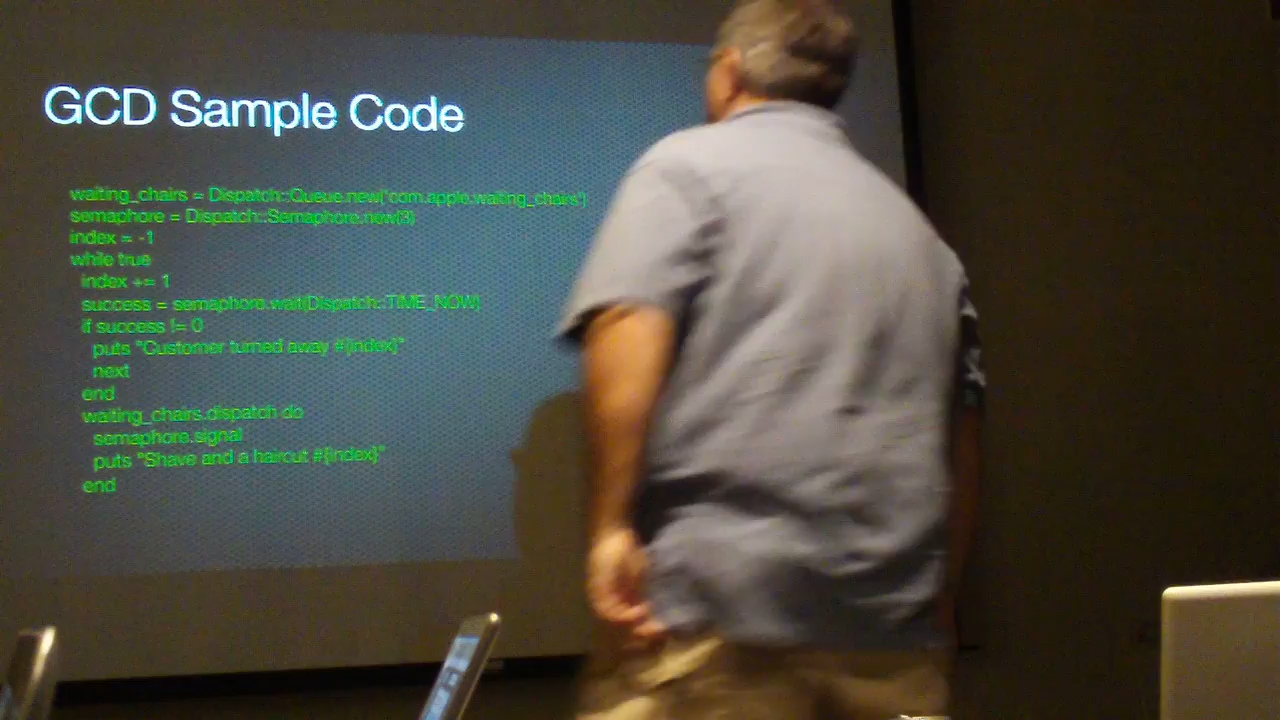 GCD Sample Code
waiting_chairs = Dispatch::Queue.new('com.apple.waiting_chairs')
semaphore = Dispatch::Semaphore.new(3)
index = -1
while true
index += 1
success = semaphore.wait(Dispatch::TIME_NOW)
if success != 0
puts "Customer turned away #{index}"
next
end
waiting_chairs.dispatch do
semaphore.signal
puts "Shave and a haircut #{index}"
end